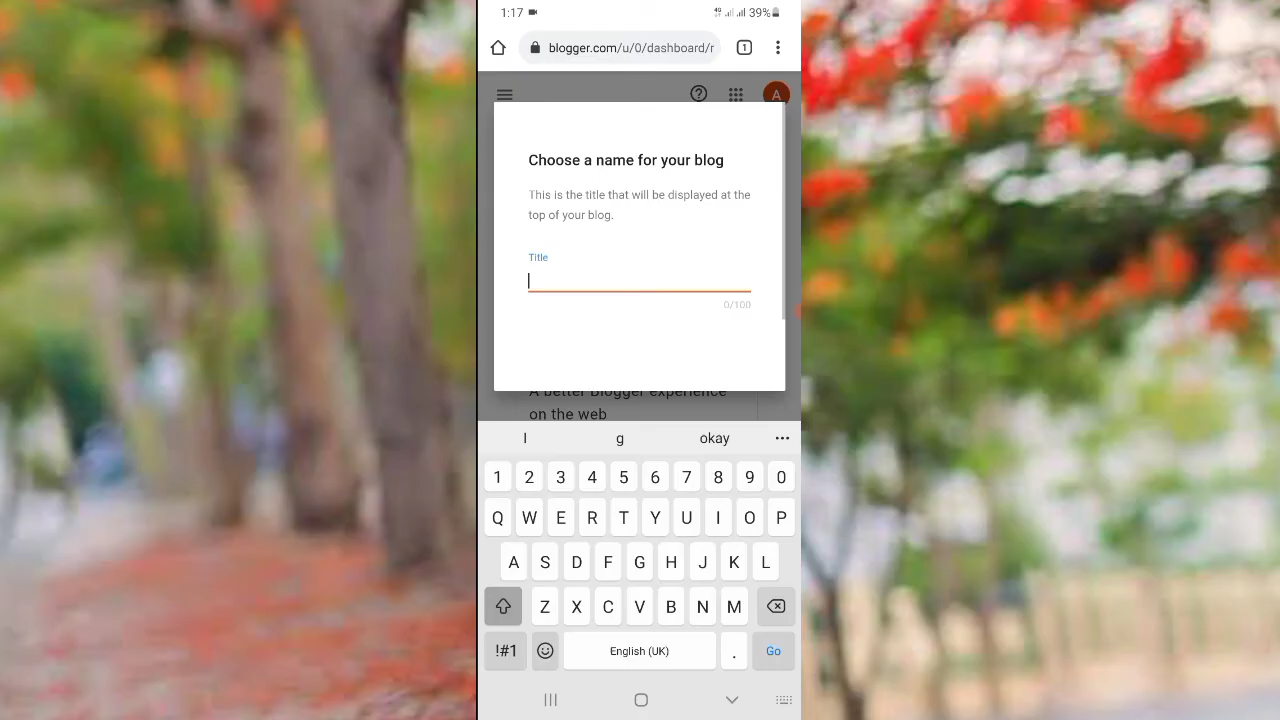 1:17 39%
blogger.com/u/0/dashboard/r 1
A
Choose a name for your blog
This is the title that will be displayed at the
top of your blog.
Title
0/100
A better Blogger experience
on the web
I g okay
1 2 3 4 5 6 7 8 9 0
Q W E R T Y U I O P
A S D F G H J K L
Z X C V B N M
!#1 English (UK) . Go